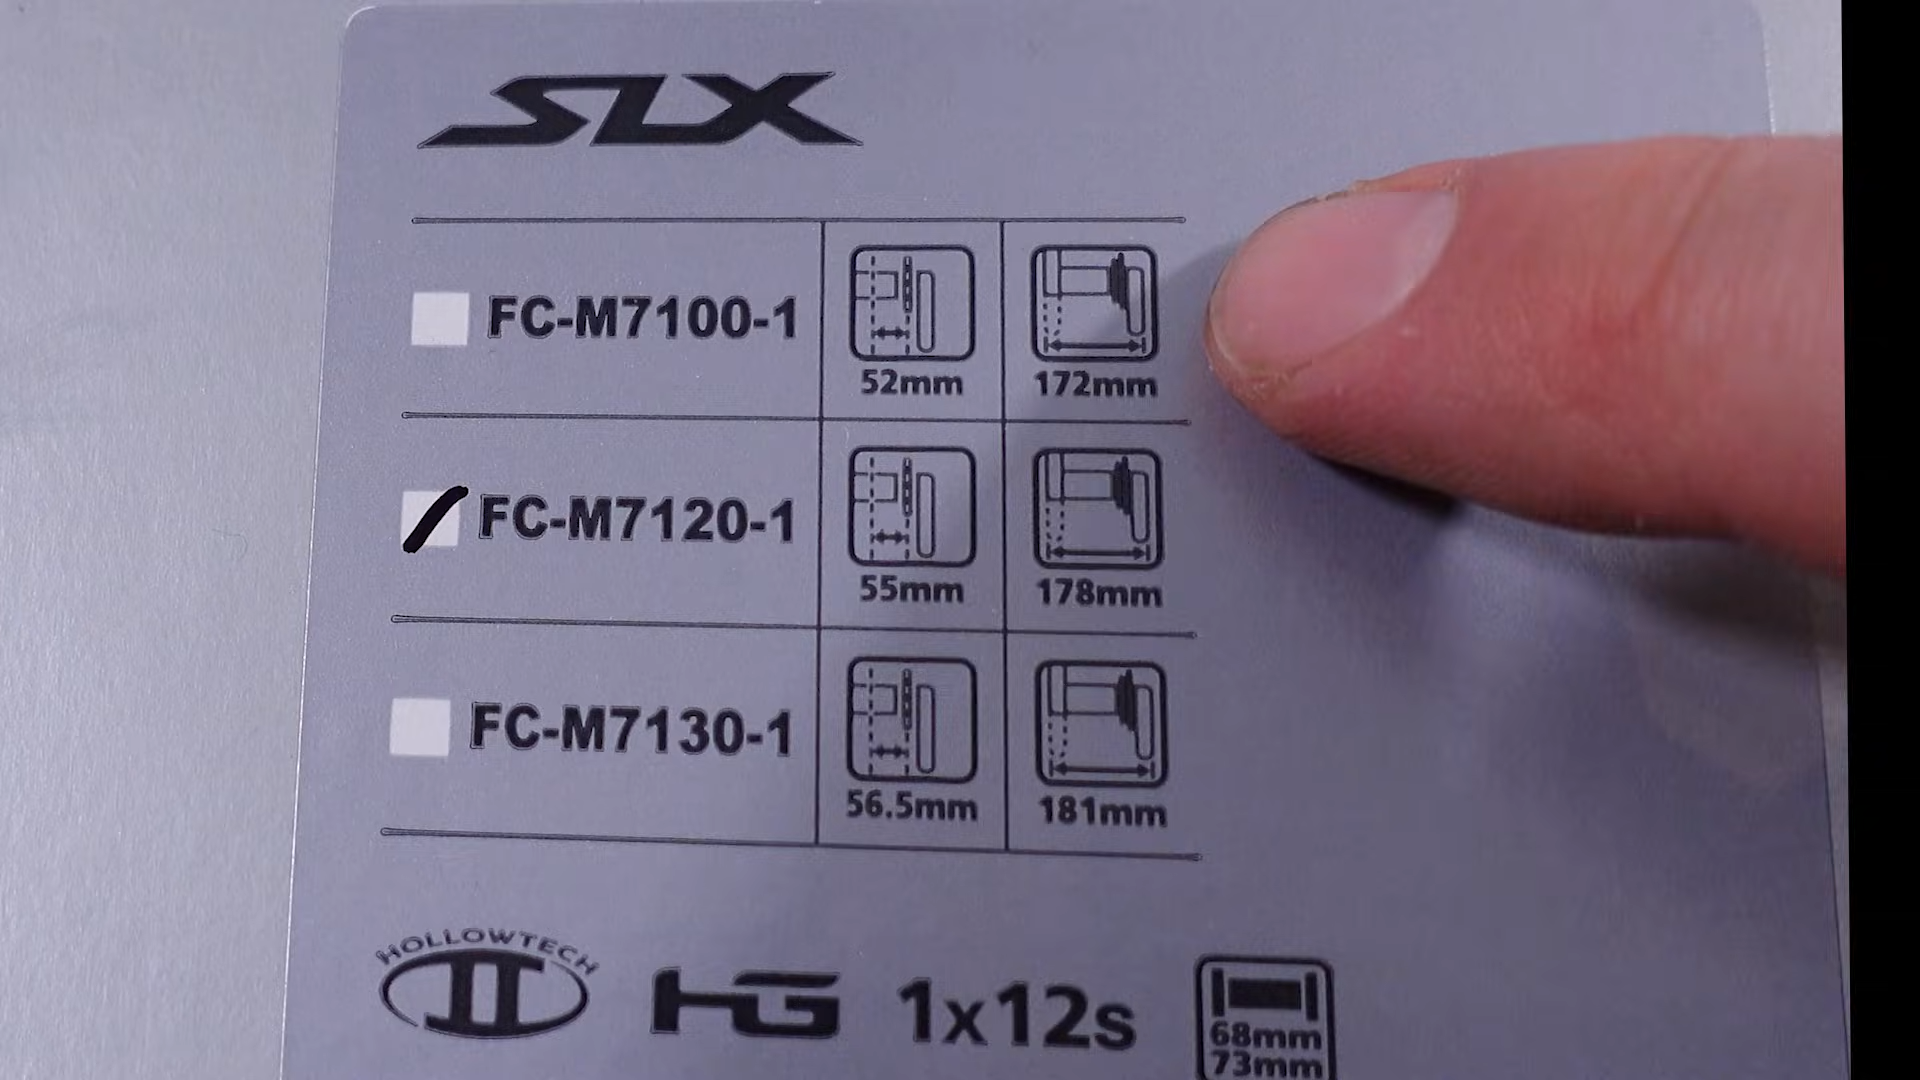 SLX
FC-M7100-1
52mm
172mm
FC-M7120-1
55mm
178mm
FC-M7130-1
56.5mm
181mm
HOLLOWTECH
II
HG
1x12s
68mm
73mm